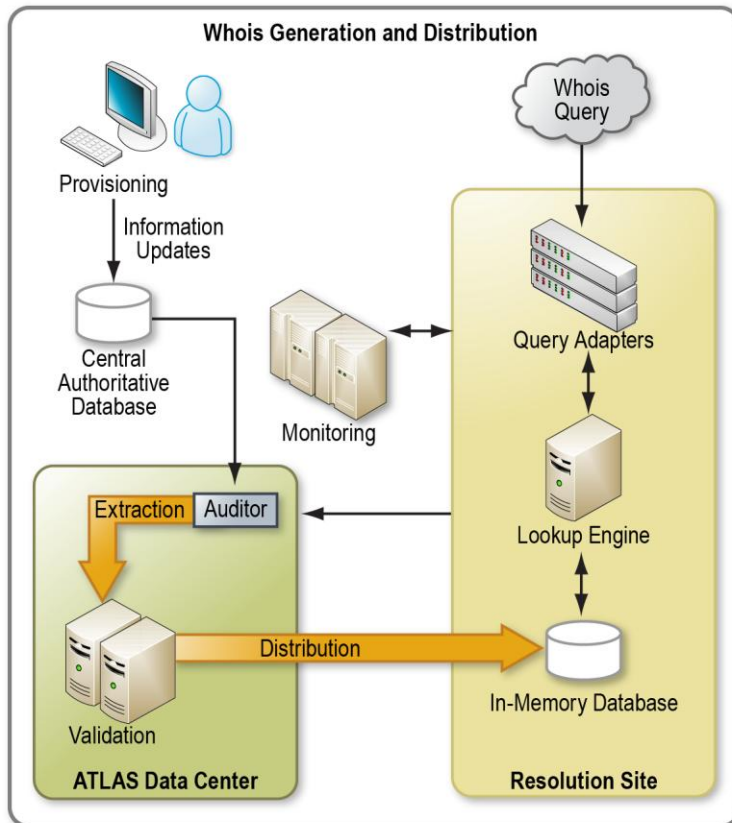 Whois Generation and Distribution
Whois
Query
Provisioning
Information
Updates
Central
Authoritative
Database
Monitoring
Query Adapters
Extraction
Auditor
Lookup Engine
Distribution
In-Memory Database
Validation
ATLAS Data Center
Resolution Site